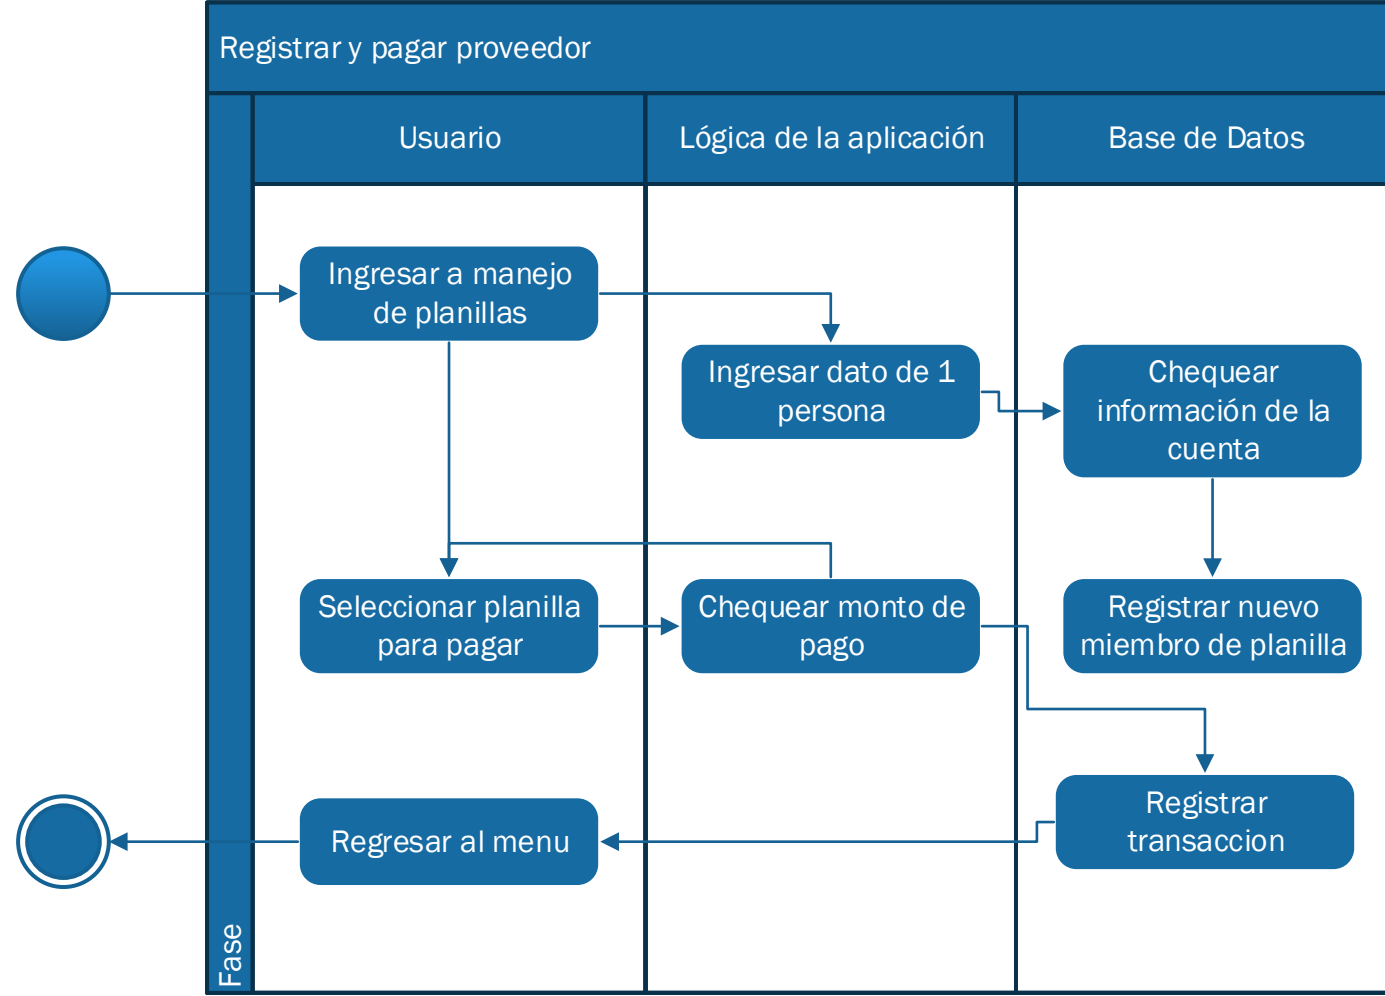 Registrar y pagar proveedor
Usuario
Lógica de la aplicación
Base de Datos
Ingresar a manejo
de planillas
Ingresar dato de 1
persona
Chequear
información de la
cuenta
Seleccionar planilla
para pagar
Chequear monto de
pago
Registrar nuevo
miembro de planilla
Regresar al menu
Registrar
transaccion
Fase